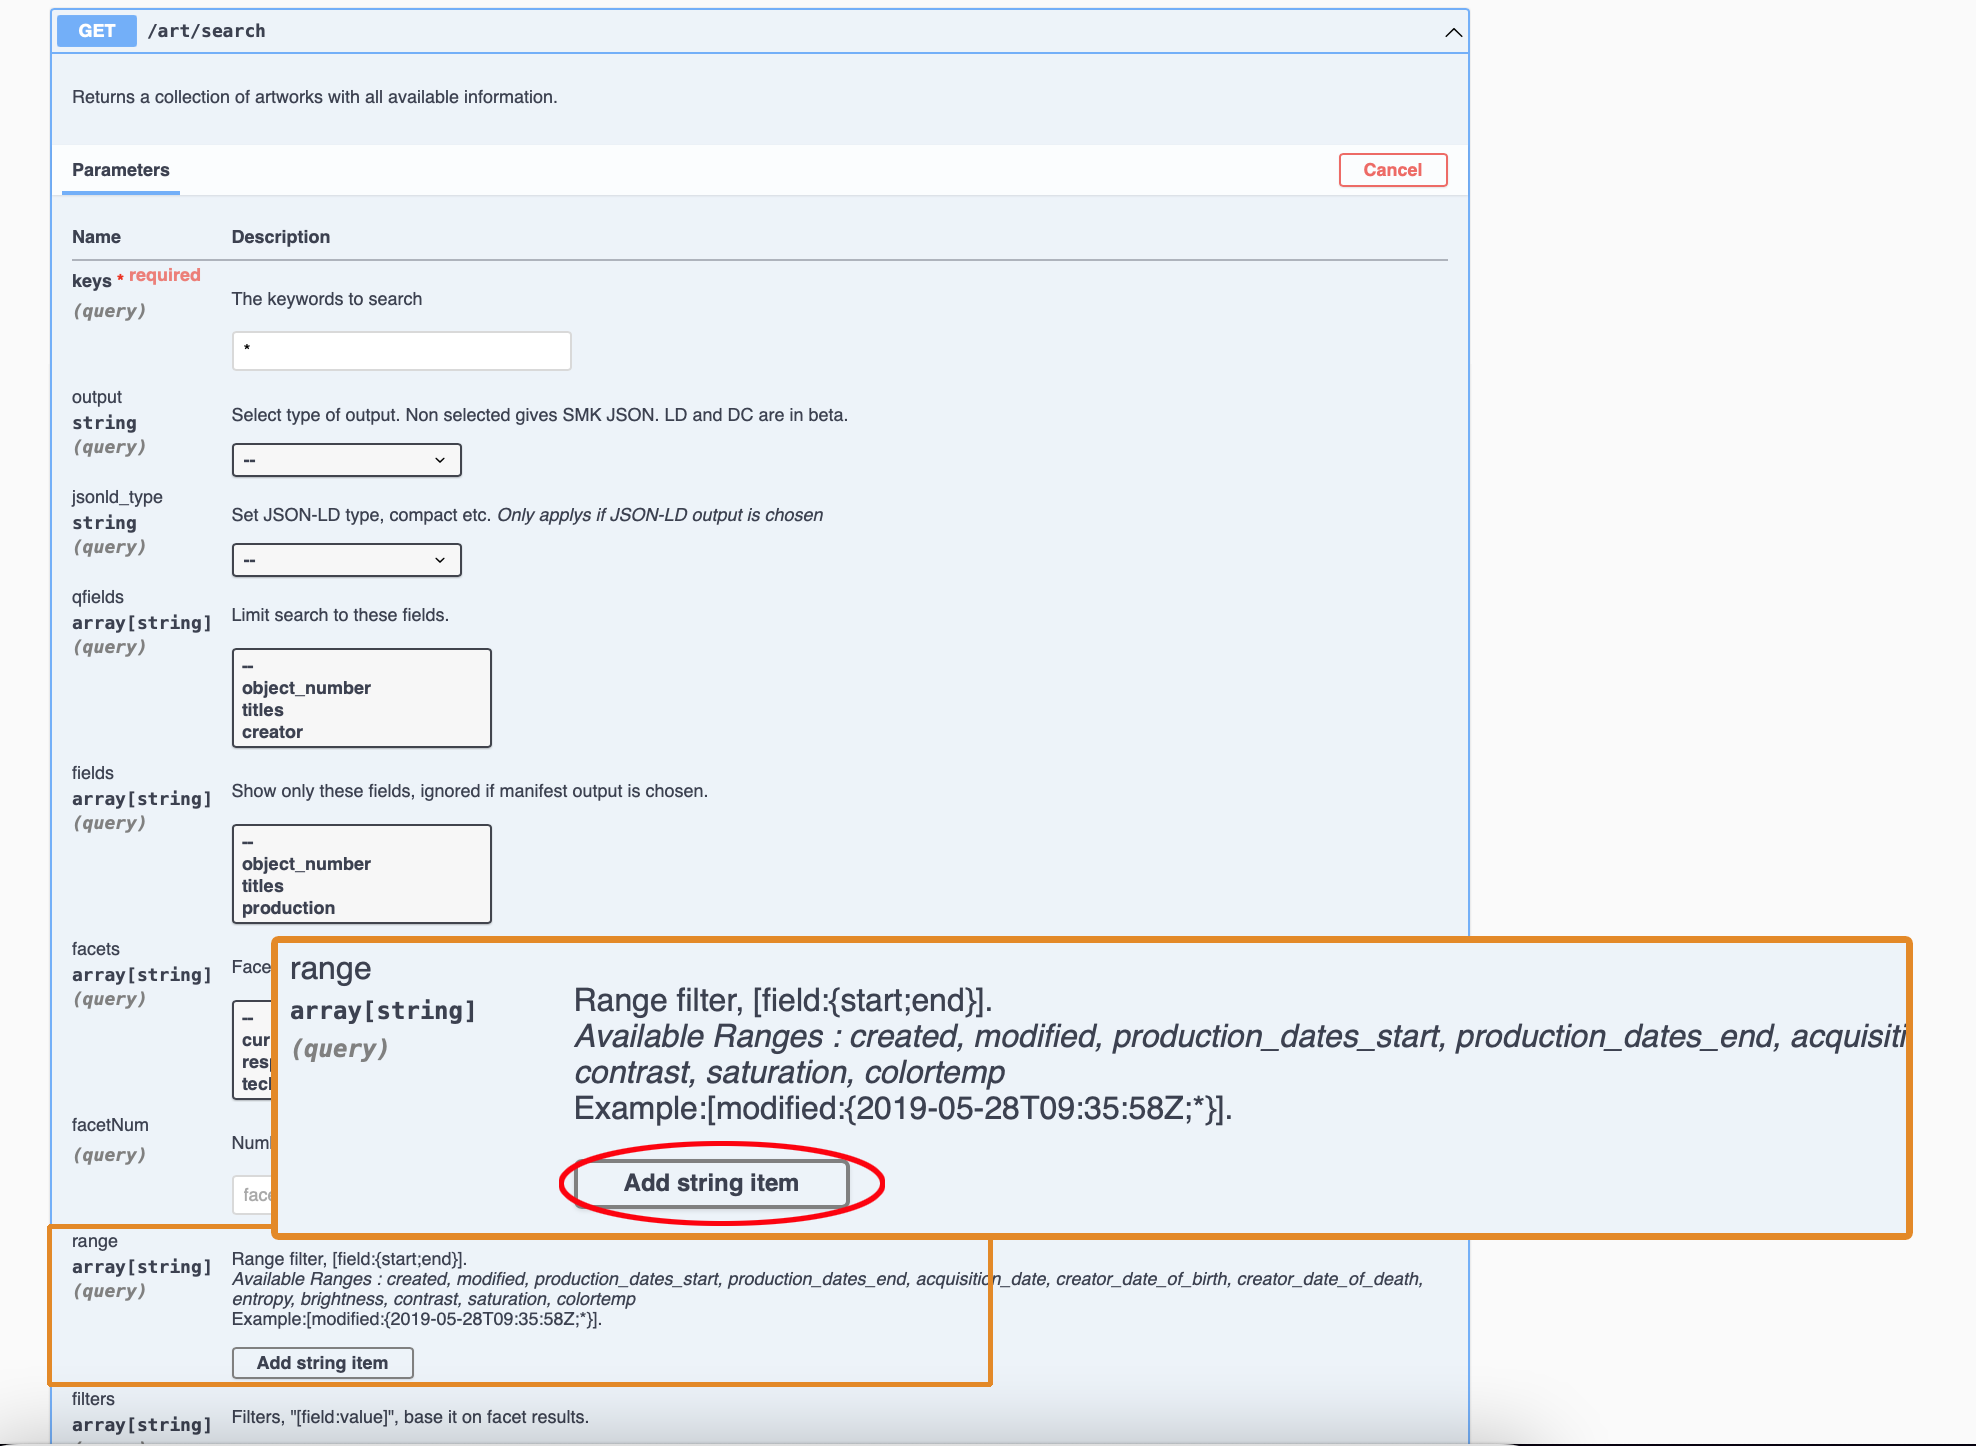 GET /art/search
Returns a collection of artworks with all available information.
Parameters
Cancel
Name Description
keys * required
(query)
The keywords to search
*
output
string
(query)
Select type of output. Non selected gives SMK JSON. LD and DC are in beta.
--
jsonld_type
string
(query)
Set JSON-LD type, compact etc. Only applys if JSON-LD output is chosen
--
qfields
array[string]
(query)
Limit search to these fields.
--
object_number
titles
creator
fields
array[string]
(query)
Show only these fields, ignored if manifest output is chosen.
--
object_number
titles
production
facets
array[string]
(query)
Face
--
cur
resp
tech
facetNum
(query)
Num
face
range
array[string]
(query)
Range filter, [field:{start;end}].
Available Ranges : created, modified, production_dates_start, production_dates_end, acquisiti
contrast, saturation, colortemp
Example:[modified:{2019-05-28T09:35:58Z;*}].
Add string item
range
array[string]
(query)
Range filter, [field:{start;end}].
Available Ranges : created, modified, production_dates_start, production_dates_end, acquisition_date, creator_date_of_birth, creator_date_of_death,
entropy, brightness, contrast, saturation, colortemp
Example:[modified:{2019-05-28T09:35:58Z;*}].
Add string item
filters
array[string]
Filters, "[field:value]", base it on facet results.